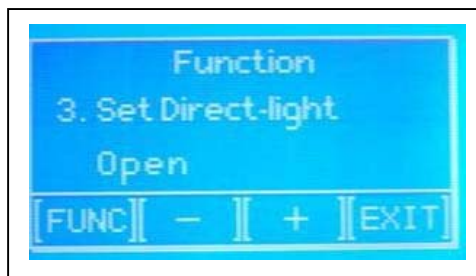 Function
3. Set Direct-light
Open
[FUNC][ - ][ + ][EXIT]